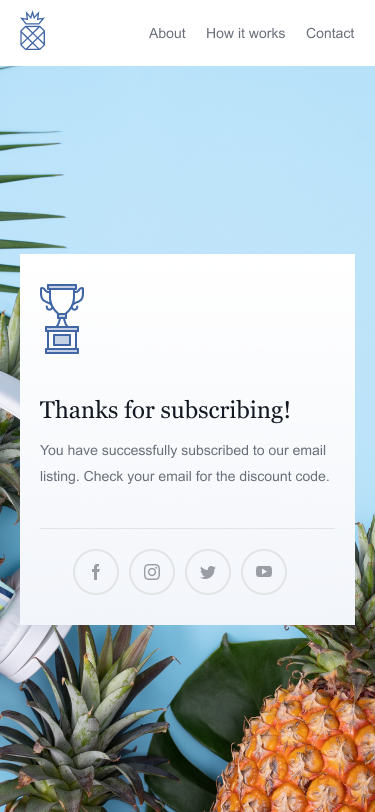 About How it works Contact
Thanks for subscribing!
You have successfully subscribed to our email
listing. Check your email for the discount code.